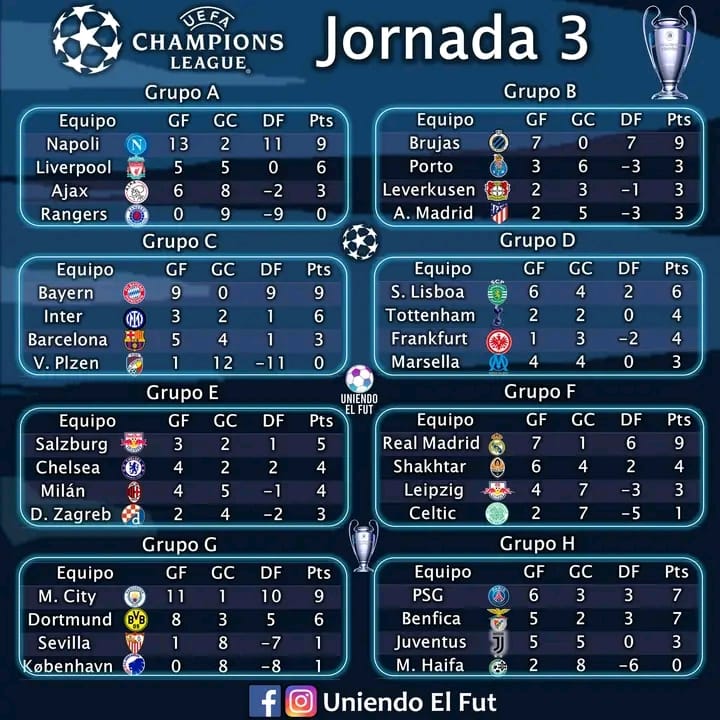 UEFA
CHAMPIONS
LEAGUE
Jornada 3
Grupo A
Equipo GF GC DF Pts
Napoli 13 2 11 9
Liverpool 5 5 0 6
Ajax 6 8 -2 3
Rangers 0 9 -9 0
Grupo B
Equipo GF GC DF Pts
Brujas 7 0 7 9
Porto 3 6 -3 3
Leverkusen 2 3 -1 3
A. Madrid 2 5 -3 3
Grupo C
Equipo GF GC DF Pts
Bayern 9 0 9 9
Inter 3 2 1 6
Barcelona 5 4 1 3
V. Plzen 1 12 -11 0
Grupo D
Equipo GF GC DF Pts
S. Lisboa 6 4 2 6
Tottenham 2 2 0 4
Frankfurt 1 3 -2 4
Marsella 4 4 0 3
UNIENDO
EL FUT
Grupo E
Equipo GF GC DF Pts
Salzburg 3 2 1 5
Chelsea 4 2 2 4
Milán 4 5 -1 4
D. Zagreb 2 4 -2 3
Grupo F
Equipo GF GC DF Pts
Real Madrid 7 1 6 9
Shakhtar 6 4 2 4
Leipzig 4 7 -3 3
Celtic 2 7 -5 1
Grupo G
Equipo GF GC DF Pts
M. City 11 1 10 9
Dortmund 8 3 5 6
Sevilla 1 8 -7 1
København 0 8 -8 1
Grupo H
Equipo GF GC DF Pts
PSG 6 3 3 7
Benfica 5 2 3 7
Juventus 5 5 0 3
M. Haifa 2 8 -6 0
Uniendo El Fut